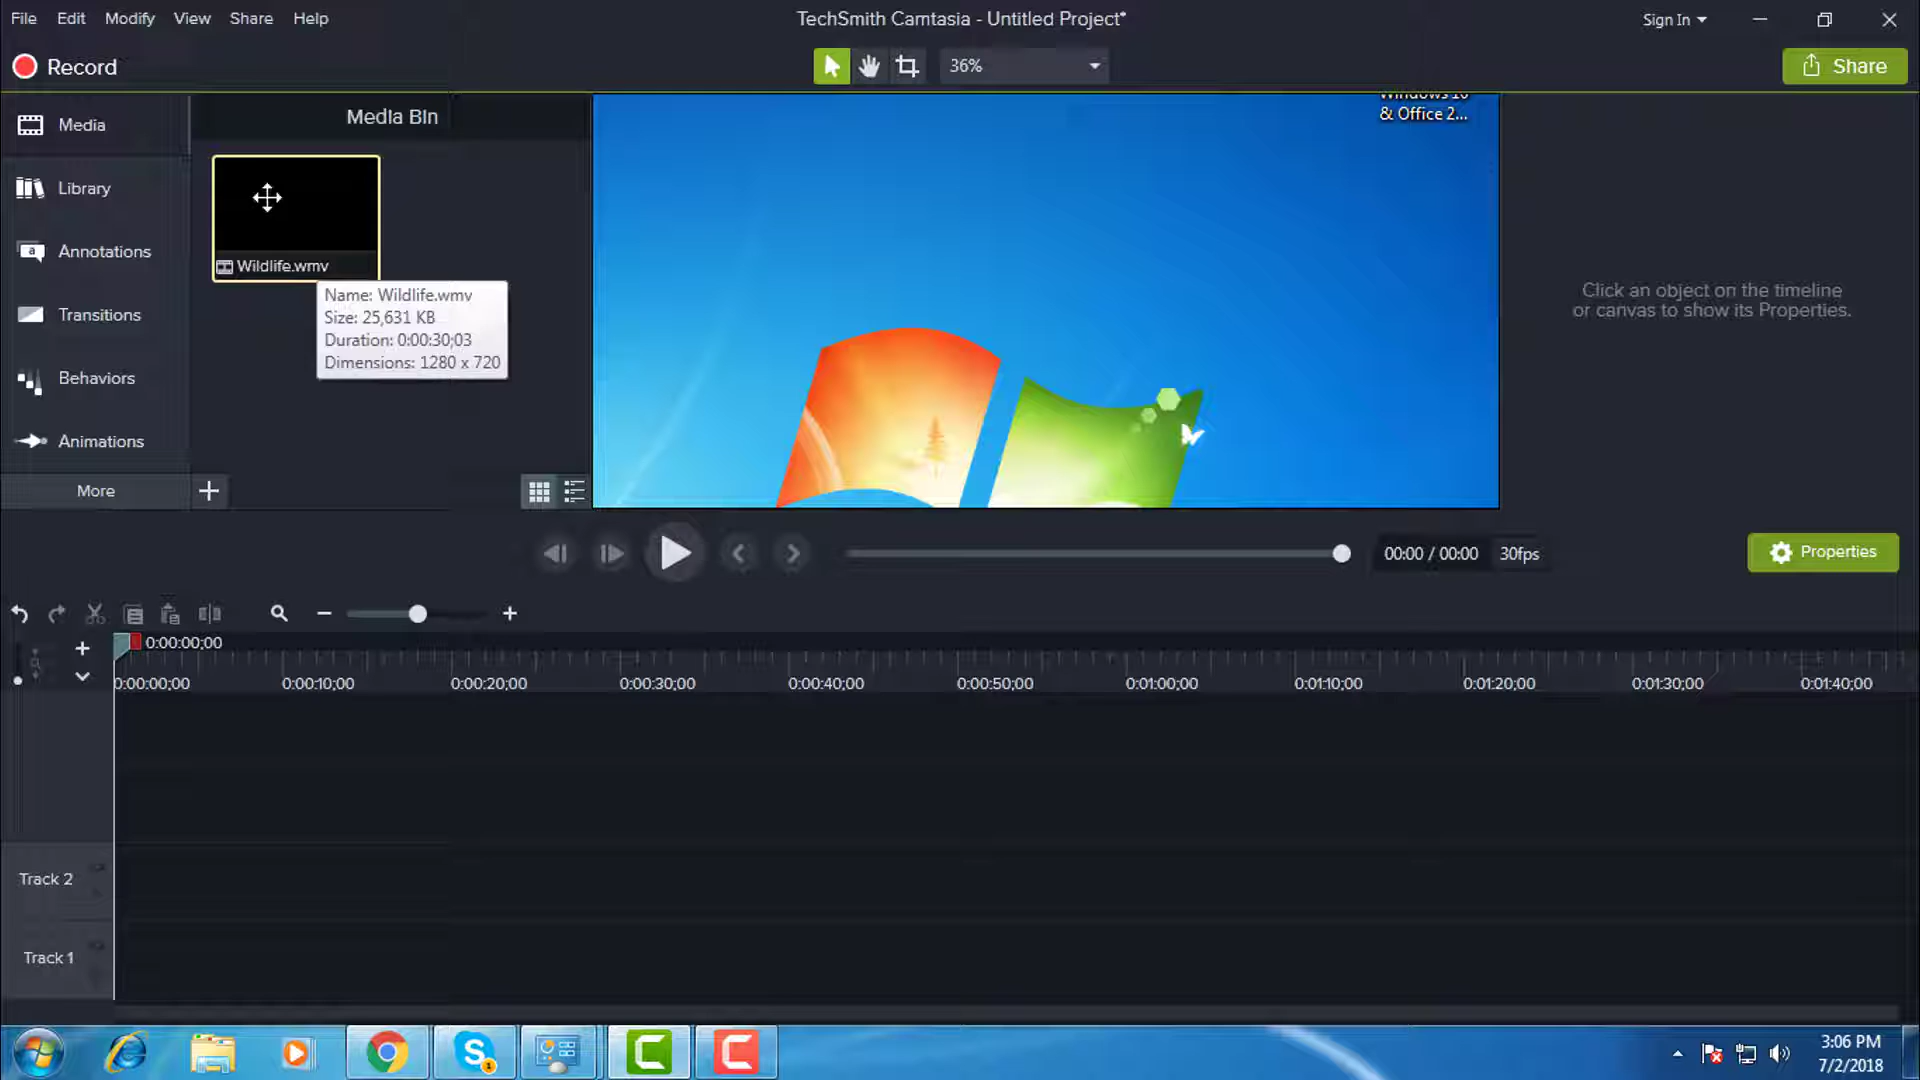 File Edit Modify View Share Help
TechSmith Camtasia - Untitled Project*
Sign In
Record
36%
Share
Media
Library
Annotations
Transitions
Behaviors
Animations
More
Media Bin
Wildlife.wmv
Name: Wildlife.wmv
Size: 25,631 KB
Duration: 0:00:30;03
Dimensions: 1280 x 720
Windows 10
& Office 2...
Click an object on the timeline
or canvas to show its Properties.
00:00 / 00:00 30fps
Properties
0:00:00;00
0:00:00;00 0:00:10;00 0:00:20;00 0:00:30;00 0:00:40;00 0:00:50;00 0:01:00;00 0:01:10;00 0:01:20;00 0:01:30;00 0:01:40;00
Track 2
Track 1
3:06 PM
7/2/2018